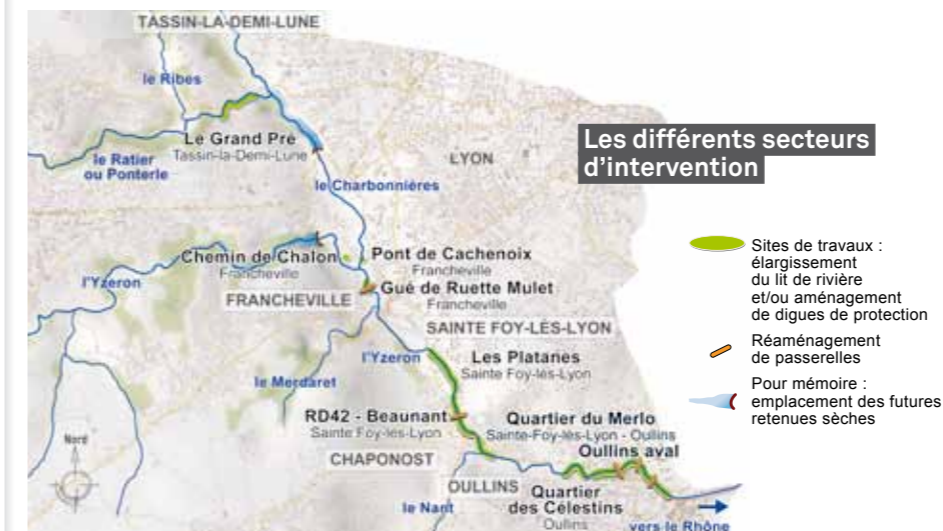 TASSIN-LA-DEMI-LUNE
le Ribes
Le Grand Pré
Tassin-la-Demi-Lune
le Ratier
ou Ponterle
LYON
le Charbonnières
Les différents secteurs
d'intervention
Chemin de Chalon
Francheville
Pont de Cachenoix
Francheville
l'Yzeron
Gué de Ruette Mulet
Francheville
FRANCHEVILLE
SAINTE FOY-LÈS-LYON
l'Yzeron
Les Platanes
Sainte Foy-lès-Lyon
le Merdaret
RD42 - Beaunant
Sainte Foy-lès-Lyon
Quartier du Merlo
Sainte-Foy-lès-Lyon - Oullins
Oullins aval
Nord
CHAPONOST
OULLINS
Quartier
des Célestins
Oullins
le Nant
vers le Rhône
Sites de travaux :
élargissement
du lit de rivière
et/ou aménagement
de digues de protection
Réaménagement
de passerelles
Pour mémoire :
emplacement des futures
retenues sèches